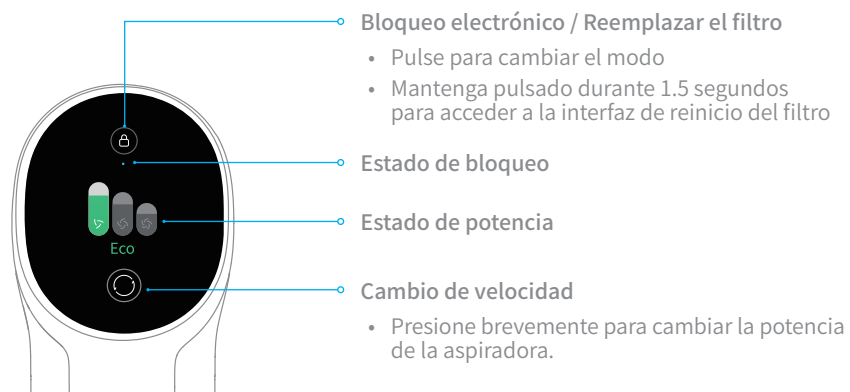 Bloqueo electrónico / Reemplazar el filtro
• Pulse para cambiar el modo
• Mantenga pulsado durante 1.5 segundos
para acceder a la interfaz de reinicio del filtro
Estado de bloqueo
Estado de potencia
Eco
Cambio de velocidad
• Presione brevemente para cambiar la potencia
de la aspiradora.